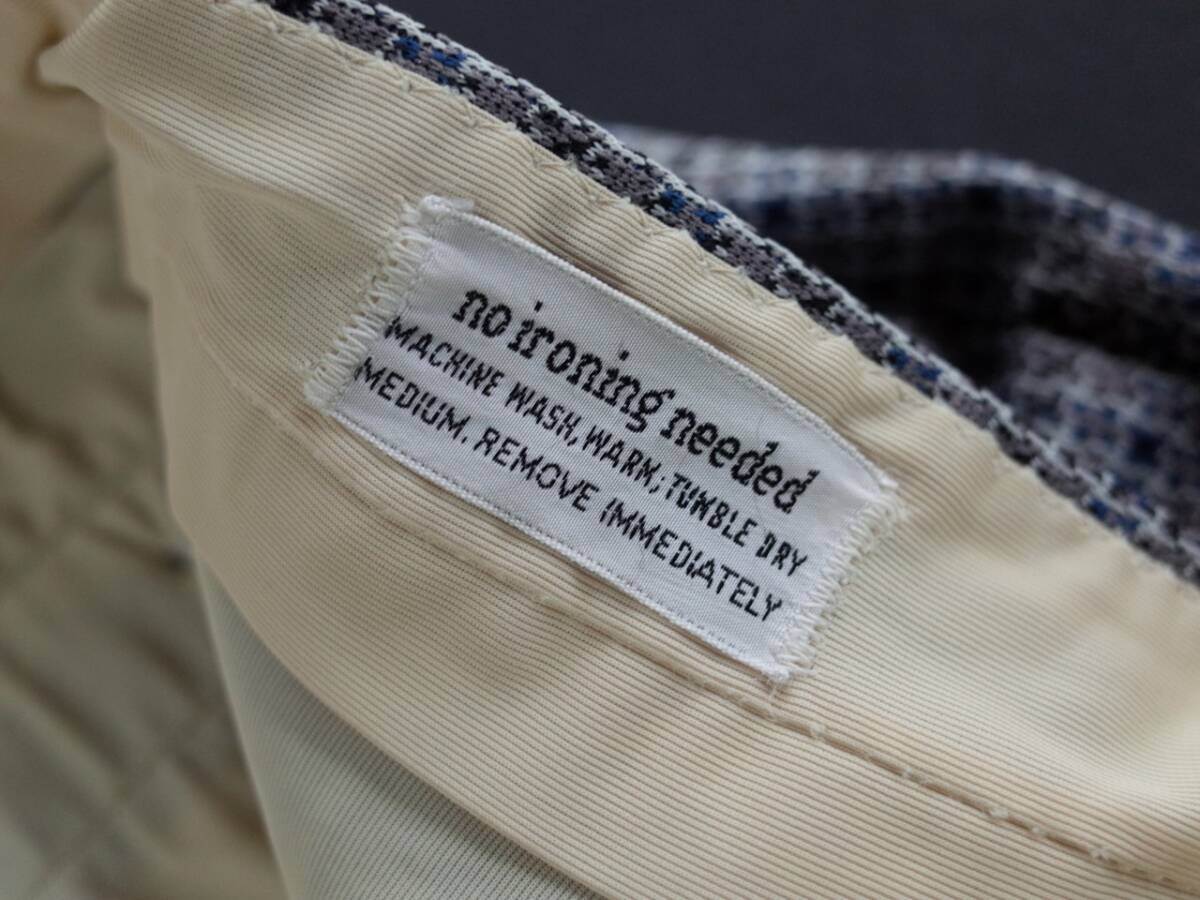 no ironing needed
MACHINE WASH, WARM; TUMBLE DRY
MEDIUM. REMOVE IMMEDIATELY